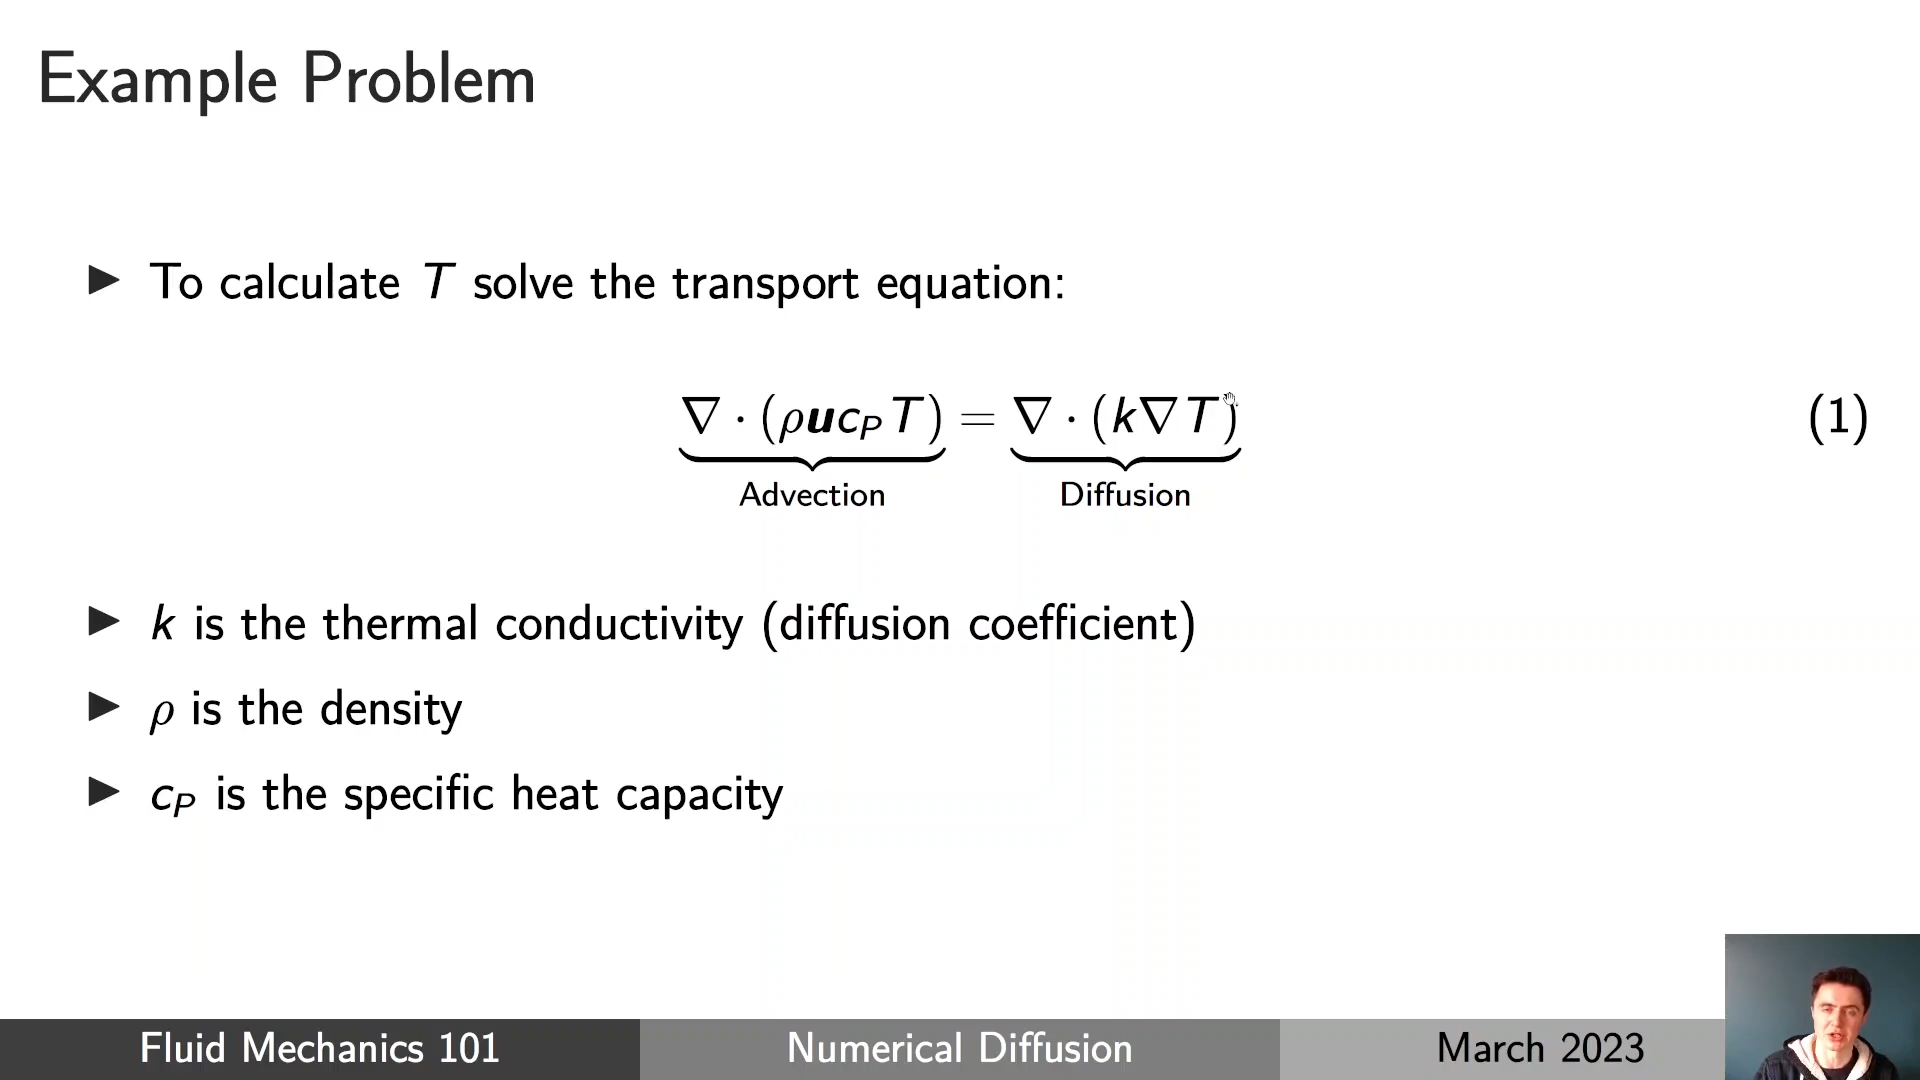 Example Problem
▶ To calculate T solve the transport equation:
∇ · (ρucₚT) = ∇ · (k∇T) (1)
Advection Diffusion
▶ k is the thermal conductivity (diffusion coefficient)
▶ ρ is the density
▶ c_P is the specific heat capacity
Fluid Mechanics 101 Numerical Diffusion March 2023